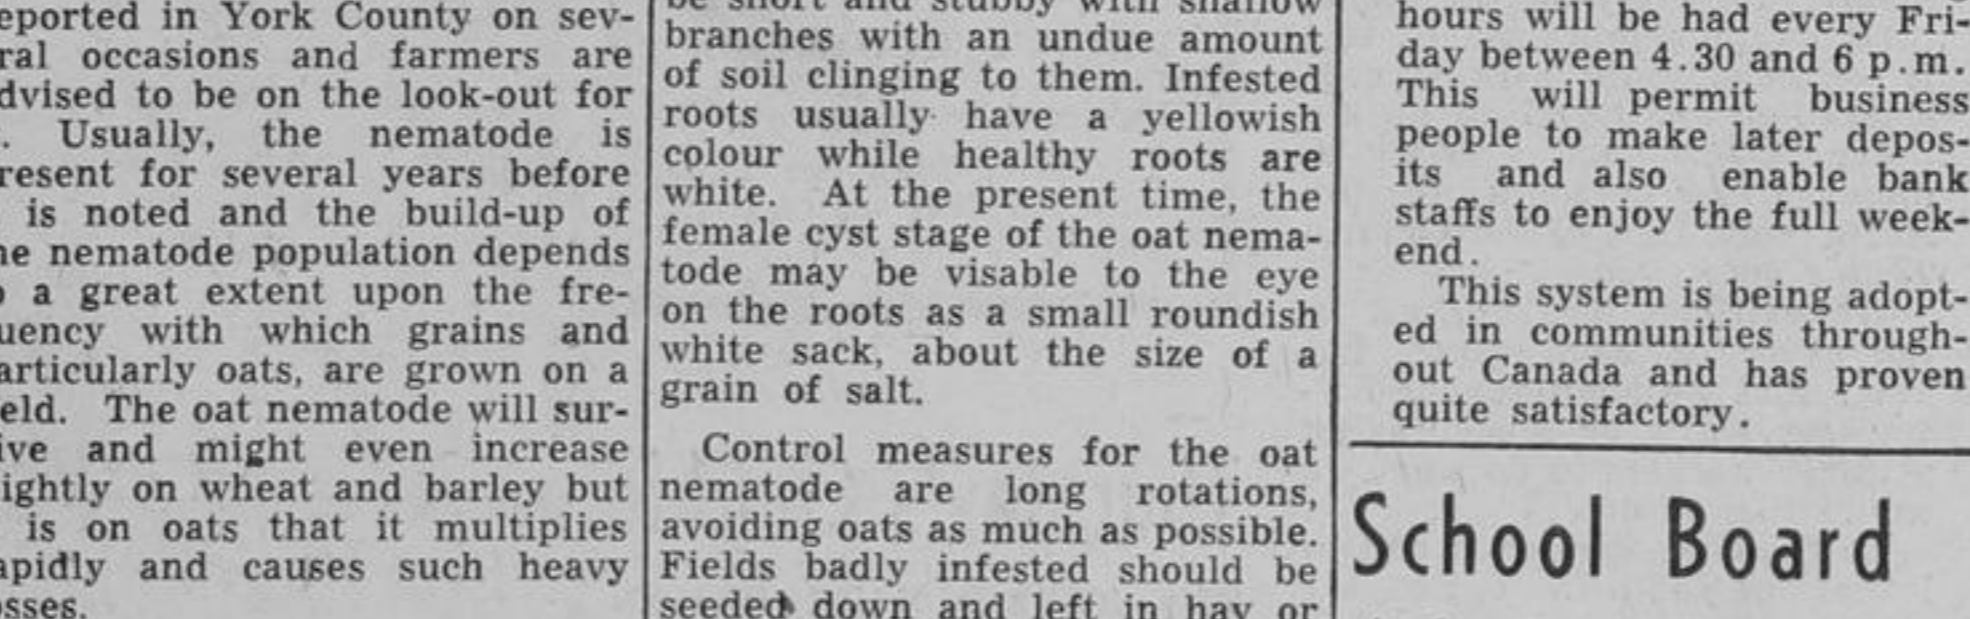 eported in York County on sev-
ral occasions and farmers are
dvised to be on the look-out for
. Usually, the nematode is
resent for several years before
is noted and the build-up of
he nematode population depends
o a great extent upon the fre-
uency with which grains and
articularly oats, are grown on a
ield. The oat nematode will sur-
ive and might even increase
ightly on wheat and barley but
is on oats that it multiplies
apidly and causes such heavy
osses.
be short and stubby with shallow
branches with an undue amount
of soil clinging to them. Infested
roots usually have a yellowish
colour while healthy roots are
white. At the present time, the
female cyst stage of the oat nema-
tode may be visable to the eye
on the roots as a small roundish
white sack, about the size of a
grain of salt.
Control measures for the oat
nematode are long rotations,
avoiding oats as much as possible.
Fields badly infested should be
seeded down and left in hay or
hours will be had every Fri-
day between 4.30 and 6 p.m.
This will permit business
people to make later depos-
its and also enable bank
staffs to enjoy the full week-
end.
This system is being adopt-
ed in communities through-
out Canada and has proven
quite satisfactory.
School Board